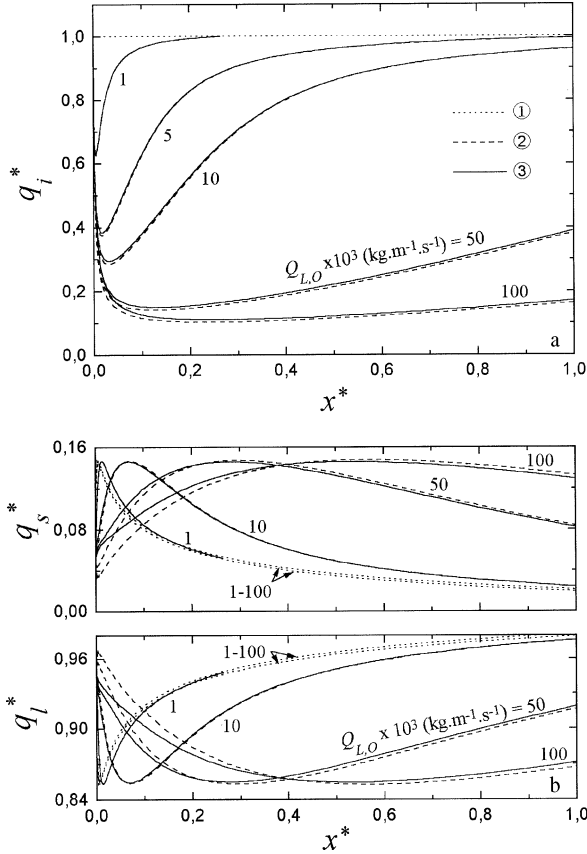 1,0
0,8
0,6
0,4
0,2
0,0
q_i^*
1
5
10
① 
②
③
Q_{L,O} x10^3 (kg.m^{-1}.s^{-1}) = 50
100
a
0,0 0,2 0,4 0,6 0,8 1,0
x^*
0,16
0,08
0,00
q_s^*
100
50
10
1
1-100
0,96
0,90
0,84
q_l^*
1-100
1
10
Q_{L,O} x 10^3 (kg.m^{-1}.s^{-1}) = 50
100
b
0,0 0,2 0,4 0,6 0,8 1,0
x^*